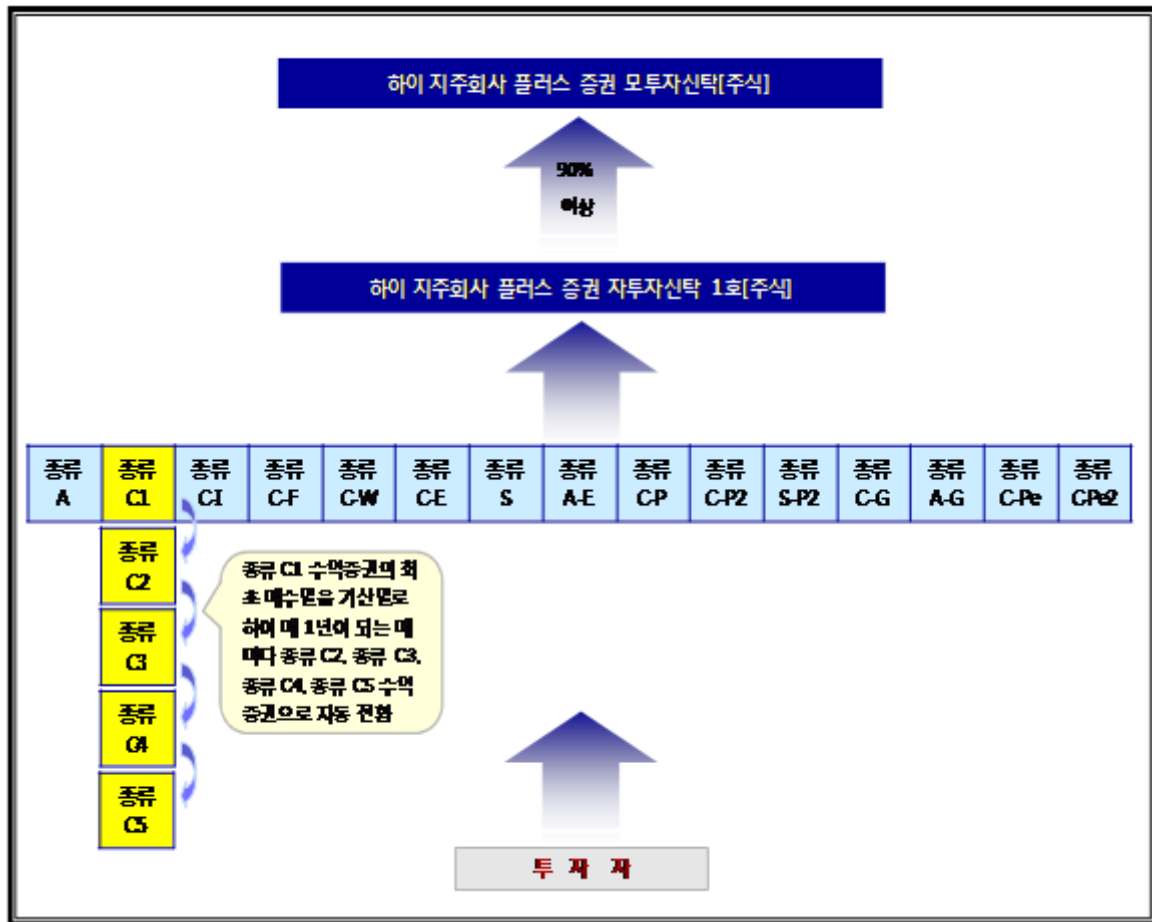 하이 지주회사 플러스 증권 모투자신탁[주식]
90%
이상
하이 지주회사 플러스 증권 자투자신탁 1호[주식]
종류 종류 종류 종류 종류 종류 종류 종류 종류 종류 종류 종류 종류 종류 종류
A C1 C-I C-F C-W C-E S A-E C-P C-P2 S-P2 C-G A-G C-Pe C-Pe2
종류
C2
종류
C3
종류
C4
종류
C5
종류 C1 수익증권의 최
초 매수일을 기산일로
하여 매 1년이 되는 때
마다 종류 C2, 종류 C3,
종류 C4, 종류 C5 수익
증권으로 자동 전환
투 자 자